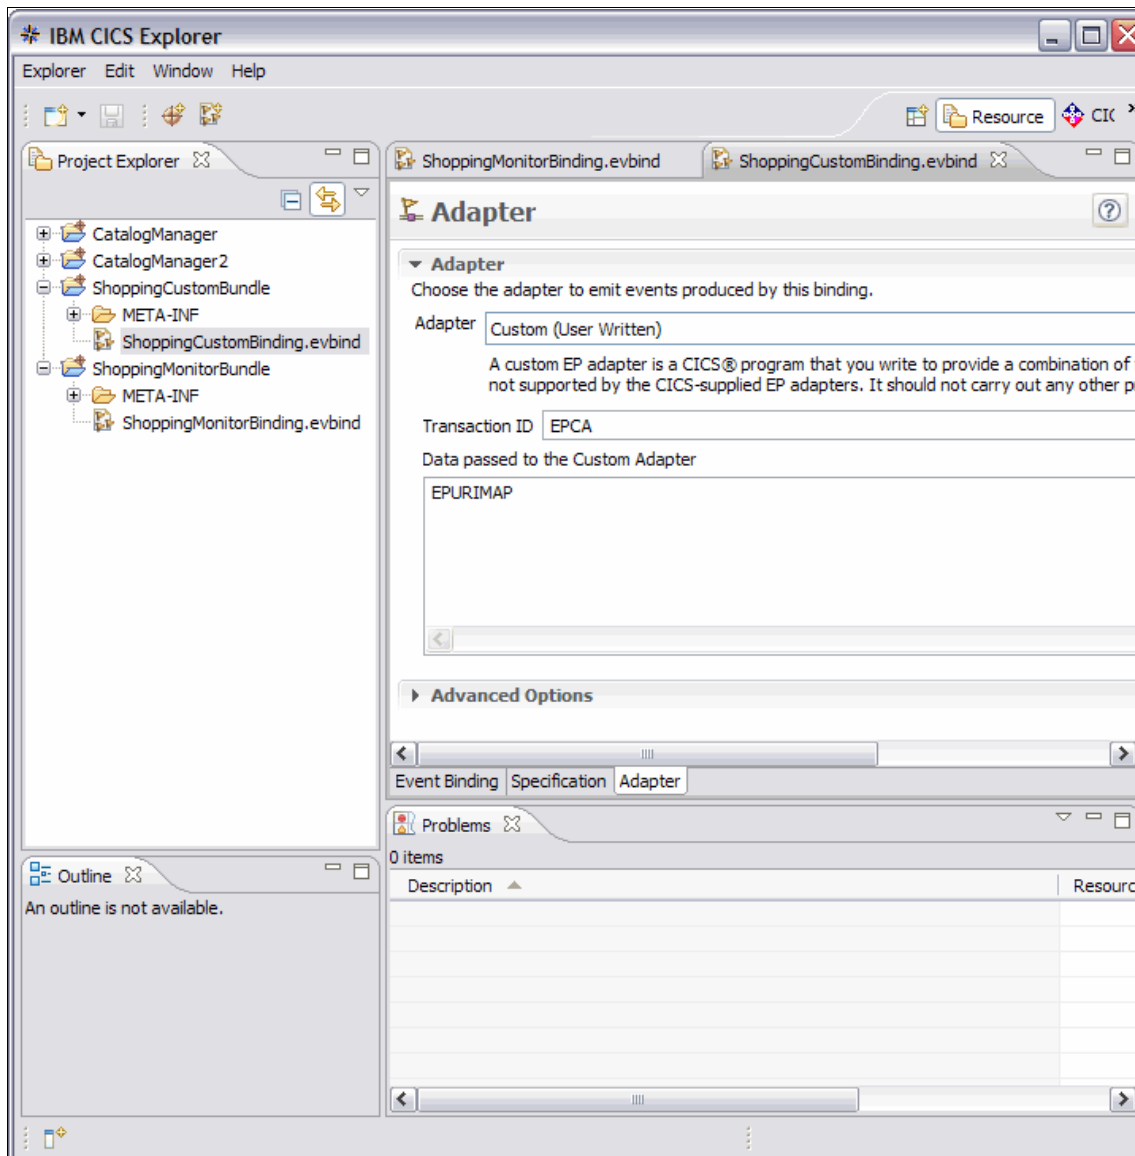 IBM CICS Explorer
Explorer Edit Window Help
Resource CIC
Project Explorer
CatalogManager
CatalogManager2
ShoppingCustomBundle
META-INF
ShoppingCustomBinding.evbind
ShoppingMonitorBundle
META-INF
ShoppingMonitorBinding.evbind
ShoppingMonitorBinding.evbind ShoppingCustomBinding.evbind
Adapter
Adapter
Choose the adapter to emit events produced by this binding.
Adapter Custom (User Written)
A custom EP adapter is a CICS® program that you write to provide a combination of
not supported by the CICS-supplied EP adapters. It should not carry out any other
Transaction ID EPCA
Data passed to the Custom Adapter
EPURIMAP
Advanced Options
Event Binding Specification Adapter
Problems
0 items
Description Resourc
Outline
An outline is not available.